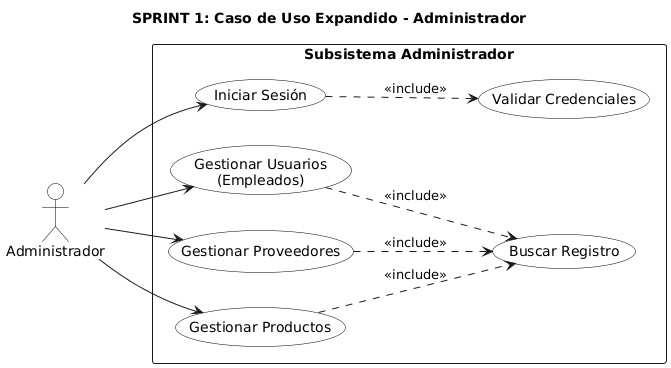 SPRINT 1: Caso de Uso Expandido - Administrador
Subsistema Administrador
Iniciar Sesión
«include»
Validar Credenciales
Gestionar Usuarios
(Empleados)
«include»
Administrador
Gestionar Proveedores
«include»
Buscar Registro
«include»
Gestionar Productos